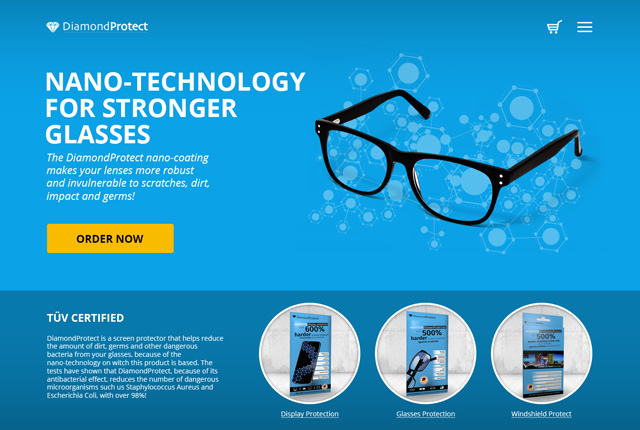 DiamondProtect
NANO-TECHNOLOGY
FOR STRONGER
GLASSES
The DiamondProtect nano-coating
makes your lenses more robust
and invulnerable to scratches, dirt,
impact and germs!
ORDER NOW
TÜV CERTIFIED
DiamondProtect is a screen protector that helps reduce
the amount of dirt, germs and other dangerous
bacteria from your glasses, because of the
nano-technology on witch this product is based. The
tests have shown that DiamondProtect, because of its
antibacterial effect, reduces the number of dangerous
microorganisms such us Staphylococcus Aureus and
Escherichia Coli, with over 98%!
600%
harder
500%
harder
500%
Display Protection
Glasses Protection
Windshield Protect